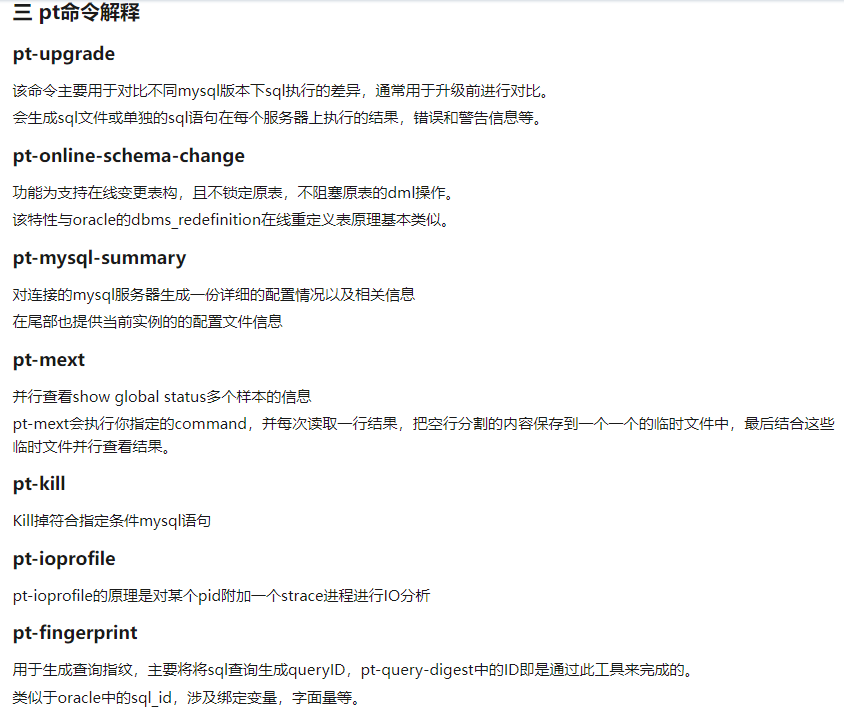 三 pt命令解释
pt-upgrade
该命令主要用于对比不同mysql版本下sql执行的差异，通常用于升级前进行对比。
会生成sql文件或单独的sql语句在每个服务器上执行的结果，错误和警告信息等。
pt-online-schema-change
功能为支持在线变更表构，且不锁定原表，不阻塞原表的dml操作。
该特性与oracle的dbms_redefinition在线重定义表原理基本类似。
pt-mysql-summary
对连接的mysql服务器生成一份详细的配置情况以及相关信息
在尾部也提供当前实例的的配置文件信息
pt-mext
并行查看show global status多个样本的信息
pt-mext会执行你指定的command，并每次读取一行结果，把空行分割的内容保存到一个一个的临时文件中，最后结合这些
临时文件并行查看结果。
pt-kill
Kill掉符合指定条件mysql语句
pt-ioprofile
pt-ioprofile的原理是对某个pid附加一个strace进程进行IO分析
pt-fingerprint
用于生成查询指纹，主要将将sql查询生成queryID，pt-query-digest中的ID即是通过此工具来完成的。
类似于oracle中的sql_id，涉及绑定变量，字面量等。